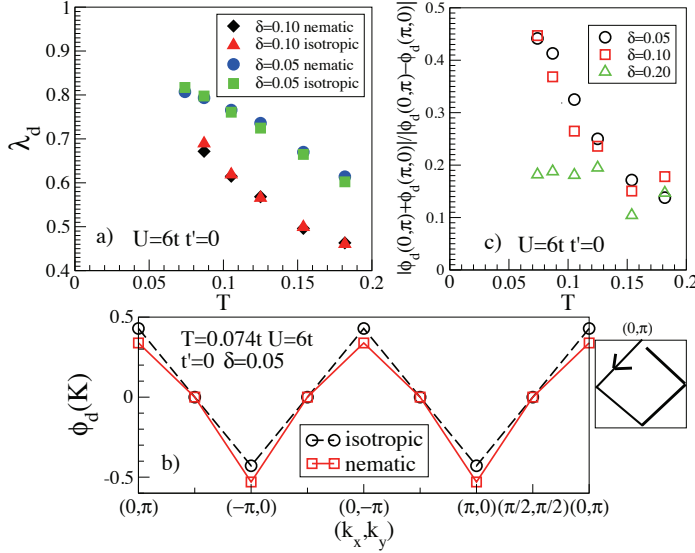 1
0.9
0.8
0.7
0.6
0.5
0.4
λd
δ=0.10 nematic
δ=0.10 isotropic
δ=0.05 nematic
δ=0.05 isotropic
a) U=6t t'=0
0 0.05 0.1 0.15 0.2
T
0.5
0.4
0.3
0.2
0.1
0
|ϕd(0,π)+ϕd(π,0)|/|ϕd(0,π)−ϕd(π,0)|
δ=0.05
δ=0.10
δ=0.20
c) U=6t t'=0
0 0.05 0.1 0.15 0.2
T
0.5
0
-0.5
ϕd(K)
T=0.074t U=6t
t'=0 δ=0.05
b)
isotropic
nematic
(0,π) (−π,0) (0,−π) (π,0)(π/2,π/2)(0,π)
(kx,ky)
(0,π)